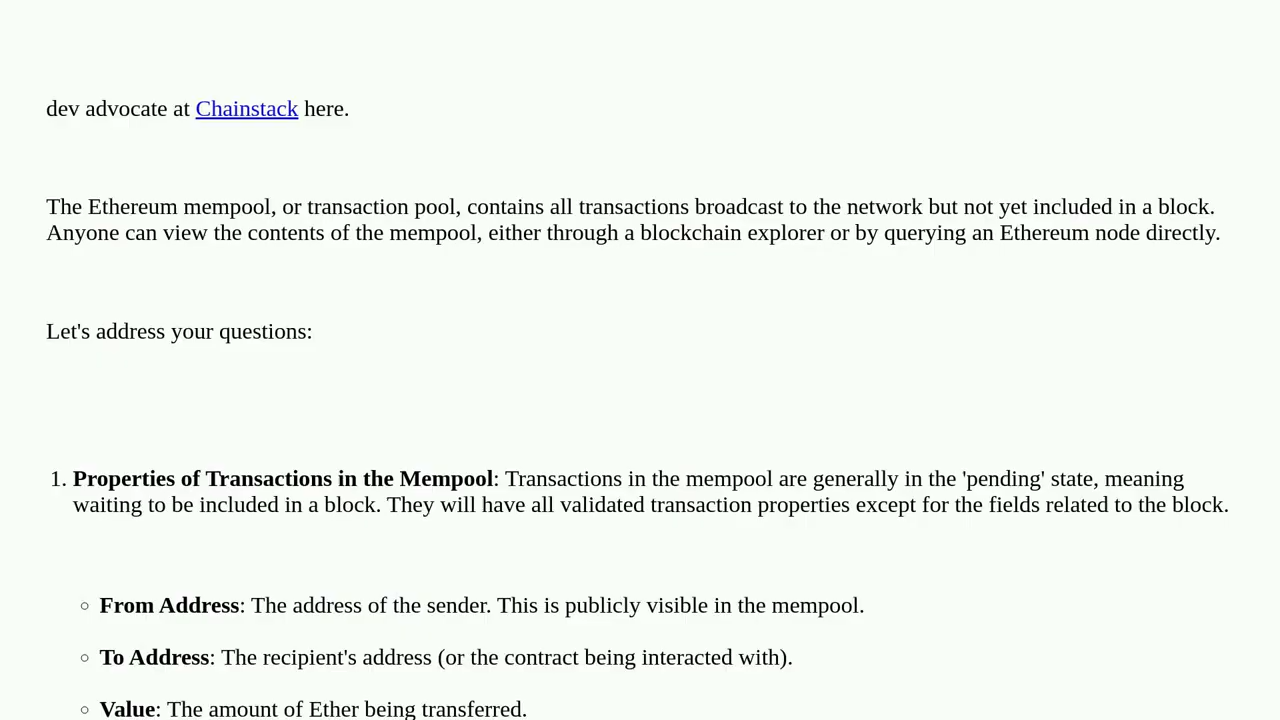 dev advocate at Chainstack here.
The Ethereum mempool, or transaction pool, contains all transactions broadcast to the network but not yet included in a block.
Anyone can view the contents of the mempool, either through a blockchain explorer or by querying an Ethereum node directly.
Let's address your questions:
1. Properties of Transactions in the Mempool: Transactions in the mempool are generally in the 'pending' state, meaning
waiting to be included in a block. They will have all validated transaction properties except for the fields related to the block.
◦ From Address: The address of the sender. This is publicly visible in the mempool.
◦ To Address: The recipient's address (or the contract being interacted with).
◦ Value: The amount of Ether being transferred.